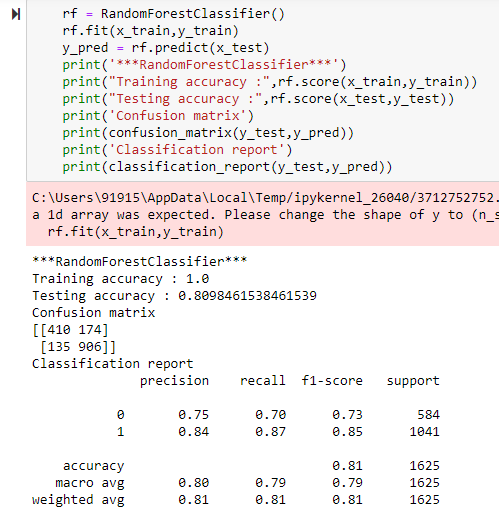 rf = RandomForestClassifier()
rf.fit(x_train,y_train)
y_pred = rf.predict(x_test)
print('***RandomForestClassifier***')
print("Training accuracy :",rf.score(x_train,y_train))
print("Testing accuracy :",rf.score(x_test,y_test))
print('Confusion matrix')
print(confusion_matrix(y_test,y_pred))
print('Classification report')
print(classification_report(y_test,y_pred))
C:\Users\91915\AppData\Local\Temp/ipykernel_26040/3712752752.
a 1d array was expected. Please change the shape of y to (n_s
rf.fit(x_train,y_train)
***RandomForestClassifier***
Training accuracy : 1.0
Testing accuracy : 0.8098461538461539
Confusion matrix
[[410 174]
[135 906]]
Classification report
precision recall f1-score support
0 0.75 0.70 0.73 584
1 0.84 0.87 0.85 1041
accuracy 0.81 1625
macro avg 0.80 0.79 0.79 1625
weighted avg 0.81 0.81 0.81 1625